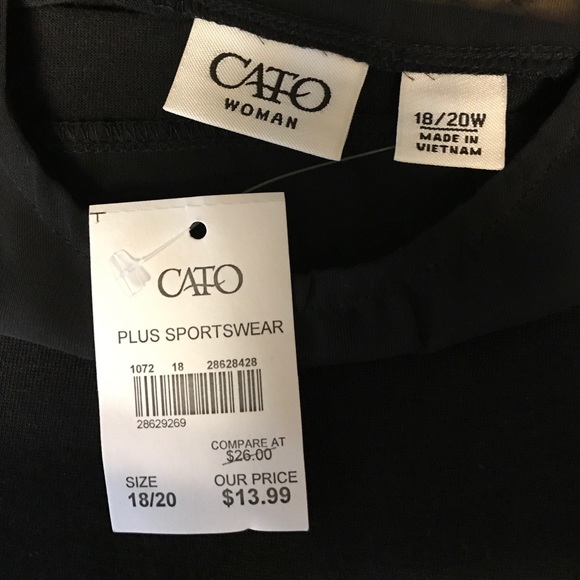 CATO
WOMAN
18/20W
MADE IN
VIETNAM
T
CATO
PLUS SPORTSWEAR
1072 18 28628428
28629269
COMPARE AT
$26.00
SIZE OUR PRICE
18/20 $13.99